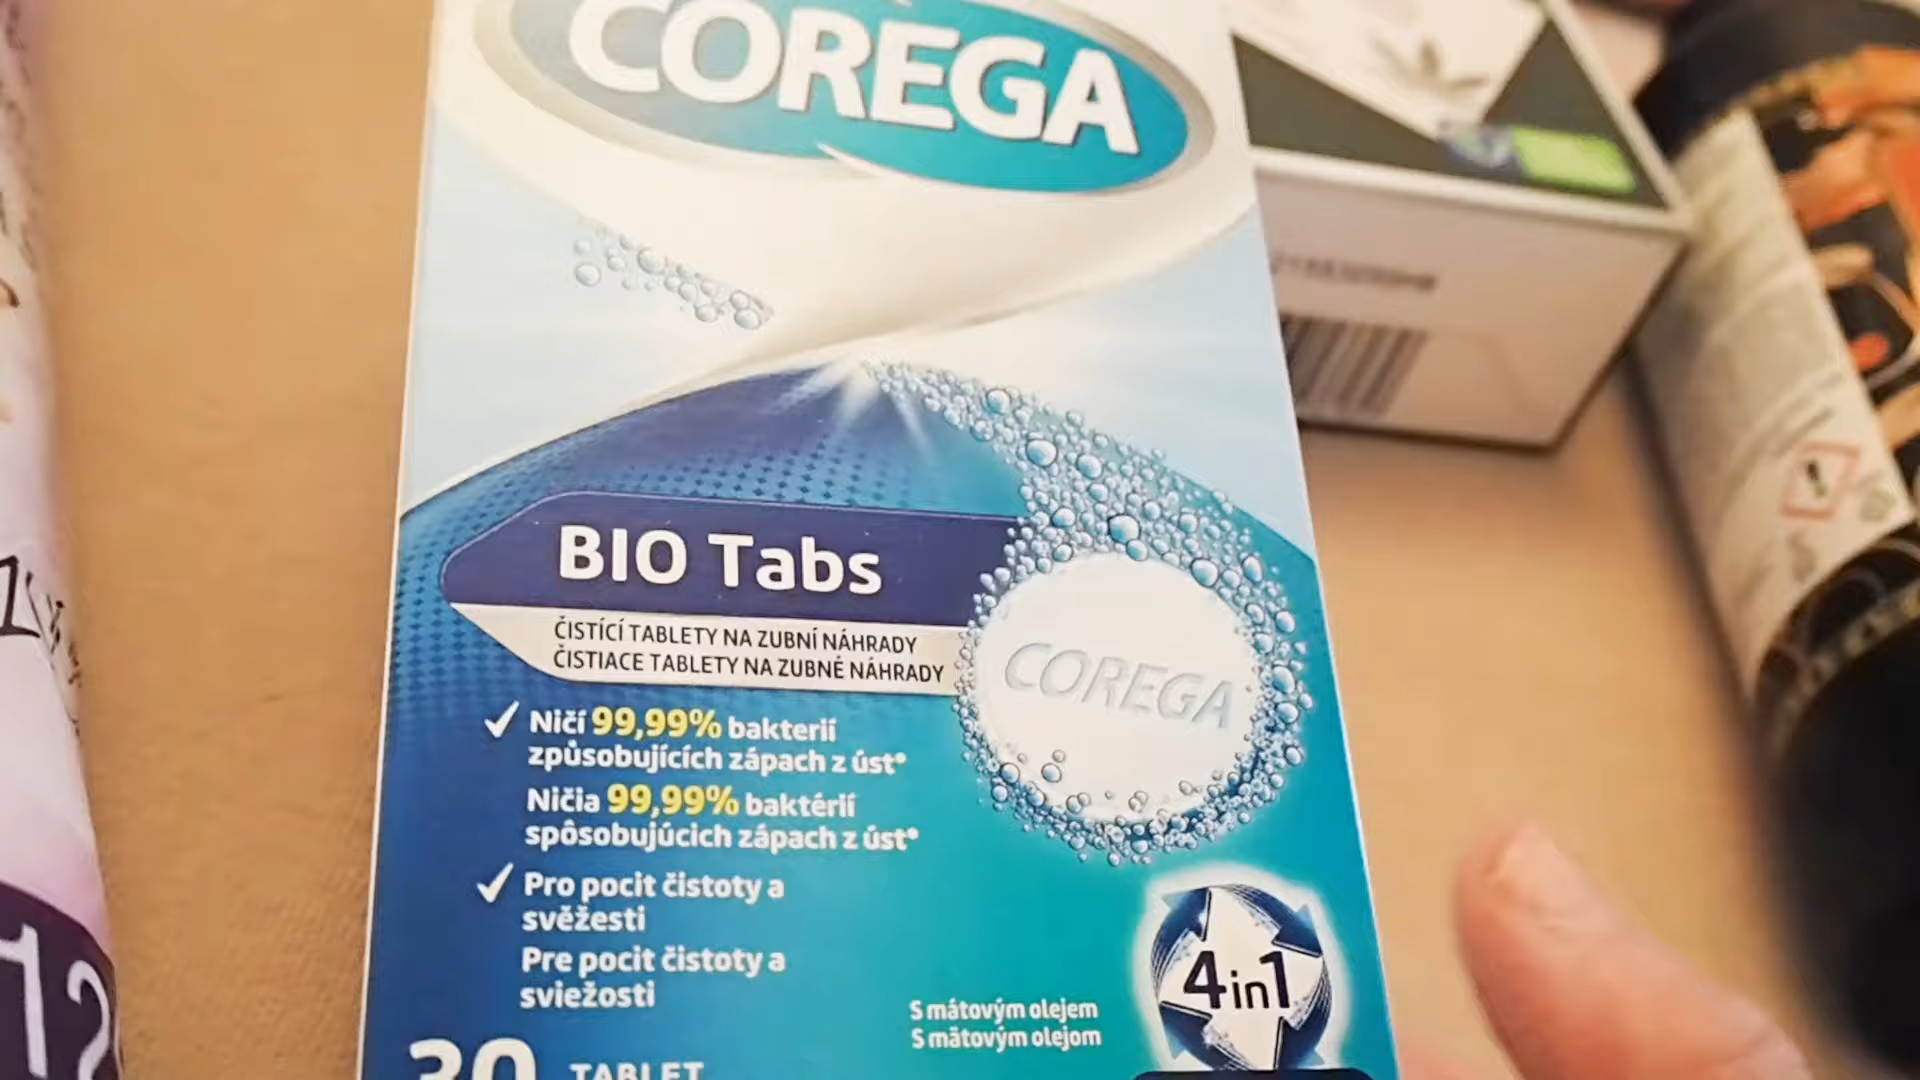 COREGA
BIO Tabs
ČISTÍCÍ TABLETY NA ZUBNÍ NÁHRADY
ČISTIACE TABLETY NA ZUBNÉ NÁHRADY
COREGA
Ničí 99,99% bakterií
způsobujících zápach z úst*
Ničia 99,99% baktérií
spôsobujúcich zápach z úst*
Pro pocit čistoty a
svěžesti
Pre pocit čistoty a
sviežosti
4in1
S mátovým olejem
S mätovým olejom
30 TABLET